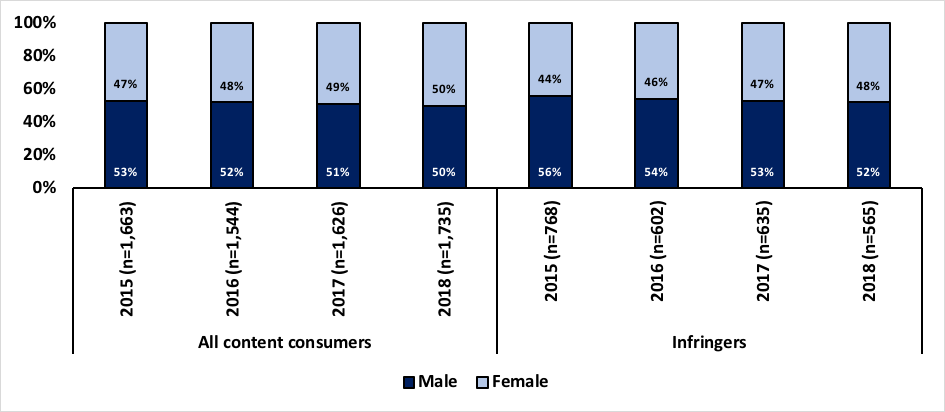 100%
80%
60%
40%
20%
0%
47%
48%
49%
50%
44%
46%
47%
48%
53%
52%
51%
50%
56%
54%
53%
52%
2015 (n=1,663)
2016 (n=1,544)
2017 (n=1,626)
2018 (n=1,735)
2015 (n=768)
2016 (n=602)
2017 (n=635)
2018 (n=565)
All content consumers
Infringers
Male
Female